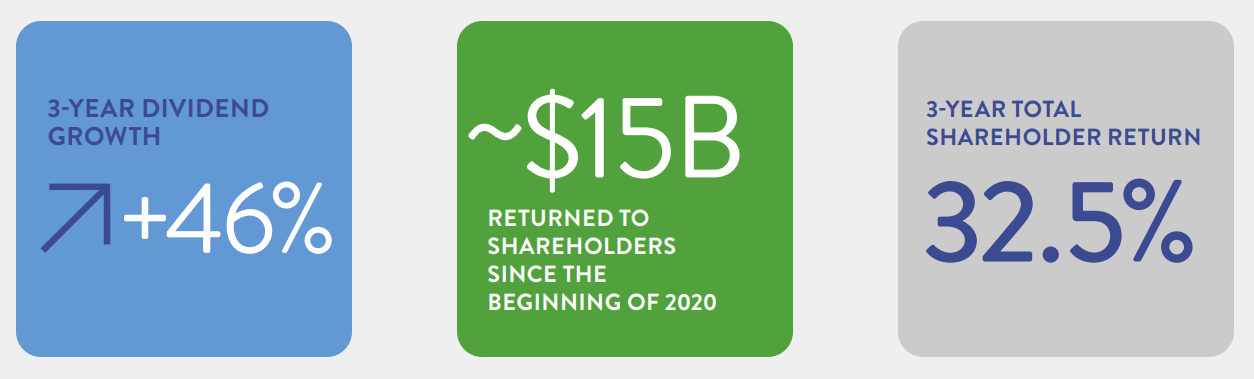 3-YEAR DIVIDEND
GROWTH
+46%
~$15B
RETURNED TO
SHAREHOLDERS
SINCE THE
BEGINNING OF 2020
3-YEAR TOTAL
SHAREHOLDER RETURN
32.5%